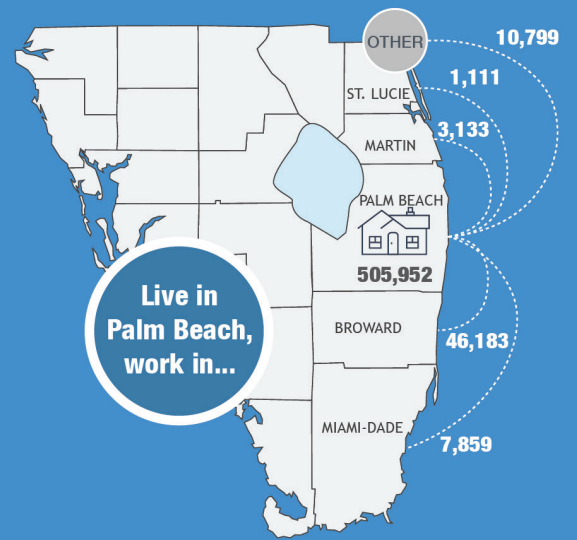 OTHER
10,799
1,111
ST. LUCIE
3,133
MARTIN
PALM BEACH
505,952
Live in
Palm Beach,
work in...
BROWARD
46,183
MIAMI-DADE
7,859